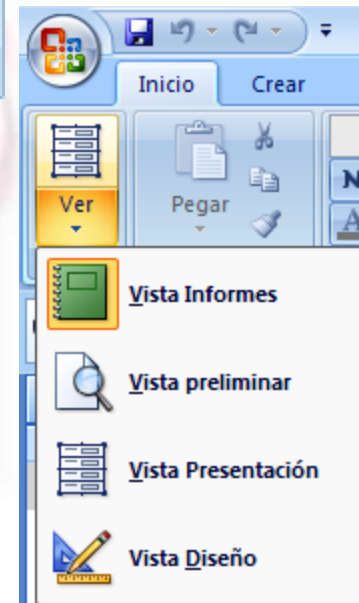 Inicio Crear
Ver
Pegar
N
A
Vista Informes
Vista preliminar
Vista Presentación
Vista Diseño